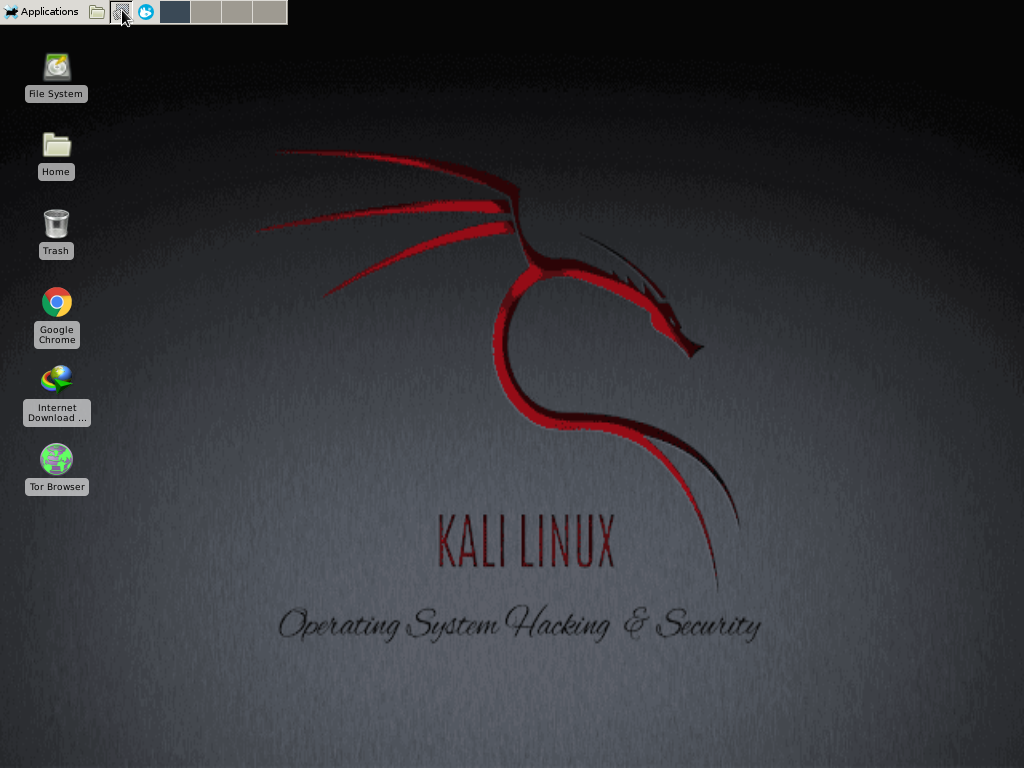 Applications
File System
Home
Trash
Google
Chrome
Internet
Download ...
Tor Browser
KALI LINUX
Operating System Hacking & Security